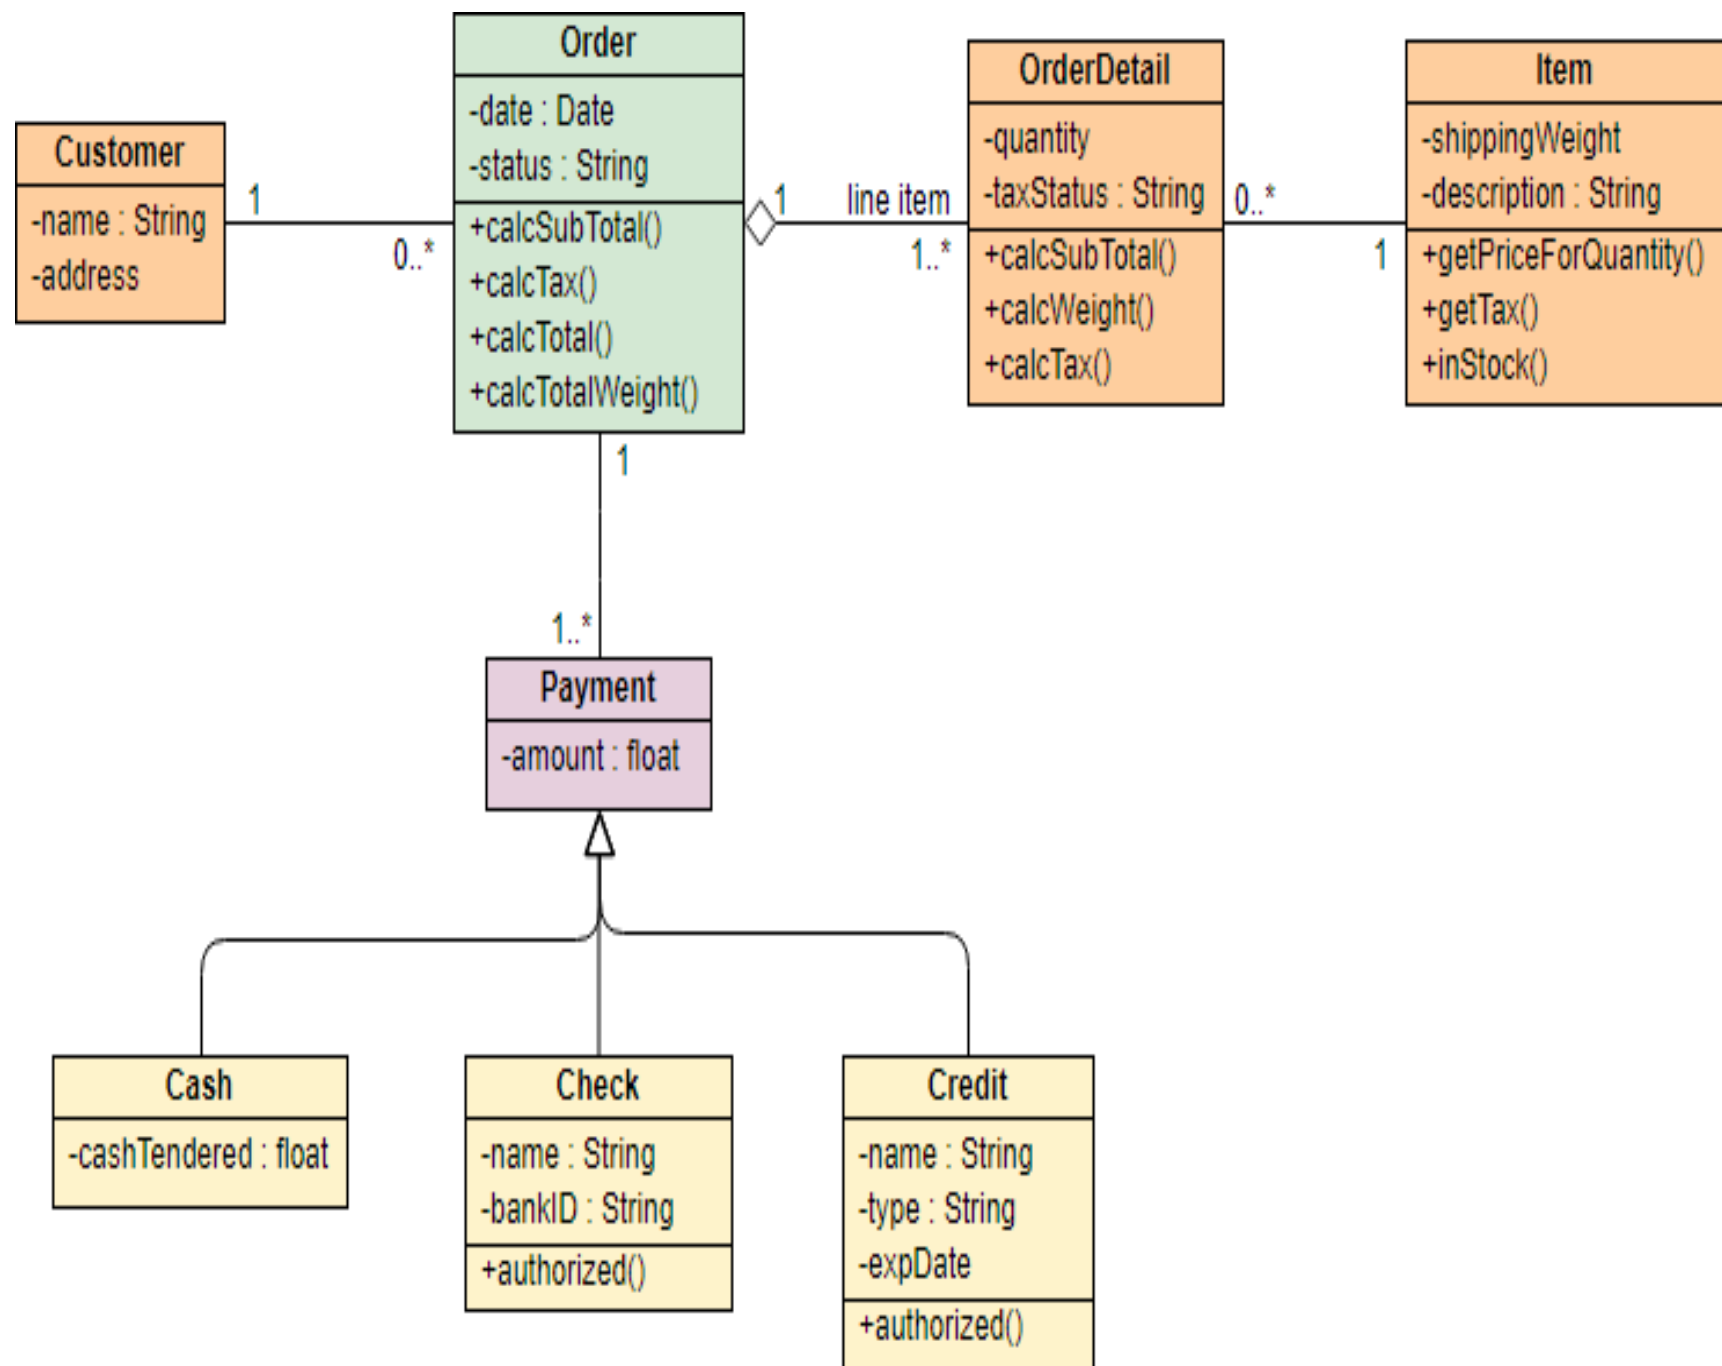 Order
-date : Date
-status : String
+calcSubTotal()
+calcTax()
+calcTotal()
+calcTotalWeight()
OrderDetail
-quantity
-taxStatus : String
+calcSubTotal()
+calcWeight()
+calcTax()
Item
-shippingWeight
-description : String
+getPriceForQuantity()
+getTax()
+inStock()
Customer
-name : String
-address
1
0..*
1
line item
1..*
0..*
1
1
1..*
Payment
-amount : float
Cash
-cashTendered : float
Check
-name : String
-bankID : String
+authorized()
Credit
-name : String
-type : String
-expDate
+authorized()